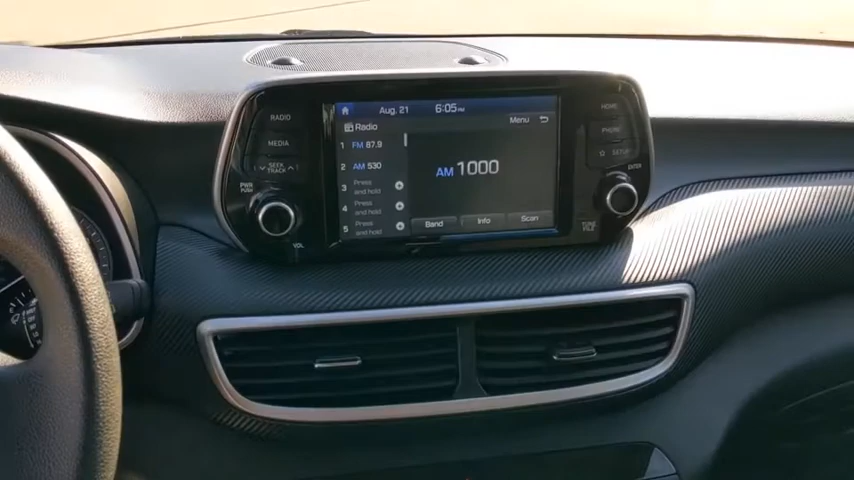 Aug. 21 6:05 PM
Radio Menu
1 FM 87.9
2 AM 530
3 Press and hold
4 Press and hold
5 Press and hold
AM 1000
Band Info Scan
RADIO
MEDIA
SEEK
TRACK
PWR
PUSH
VOL
HOME
PHONE
SETUP
ENTER